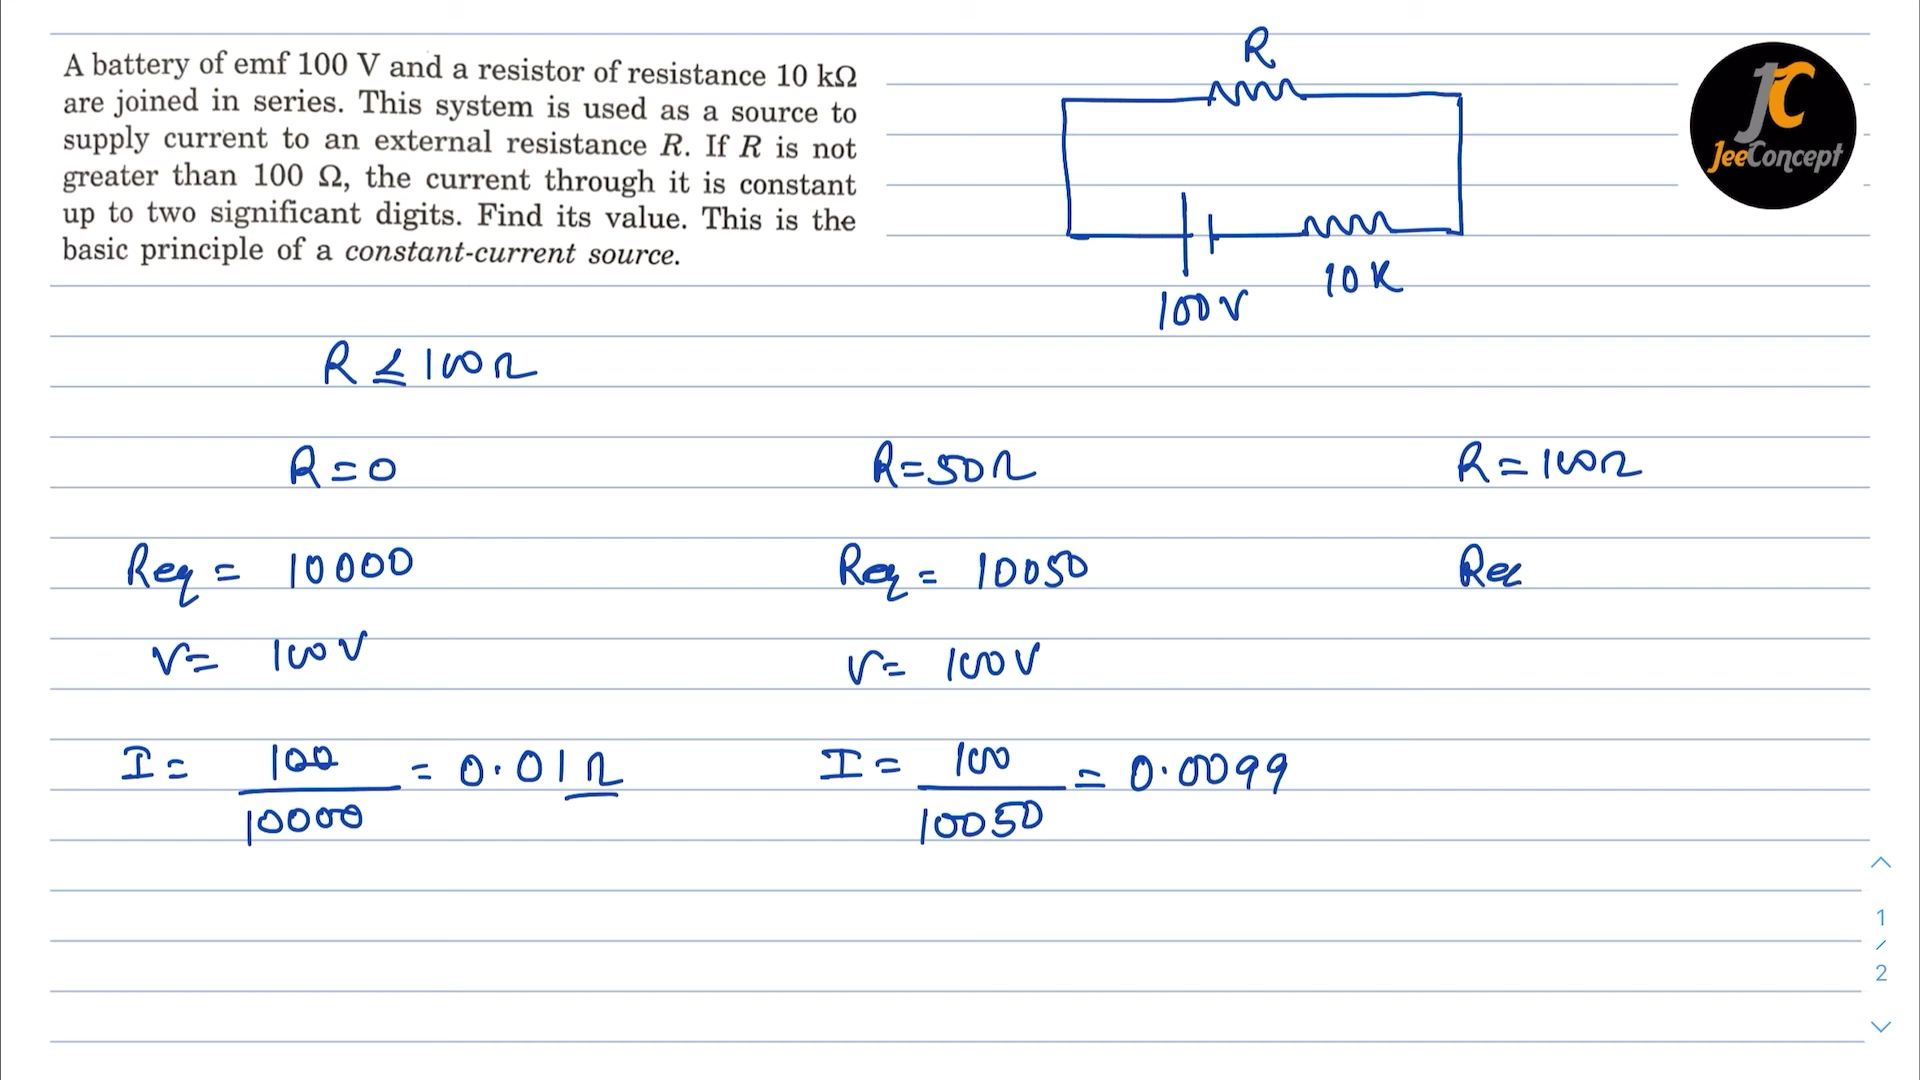 A battery of emf 100 V and a resistor of resistance 10 kΩ
are joined in series. This system is used as a source to
supply current to an external resistance R. If R is not
greater than 100 Ω, the current through it is constant
up to two significant digits. Find its value. This is the
basic principle of a constant-current source.
R
100V
10K
JC
JeeConcept
R ≤ 100Ω
R = 0
R = 50Ω
R = 100Ω
Req = 10000
Req = 10050
Rec
V = 100V
V = 100V
I = 100/10000 = 0.01Ω
I = 100/10050 = 0.0099
1
/
2